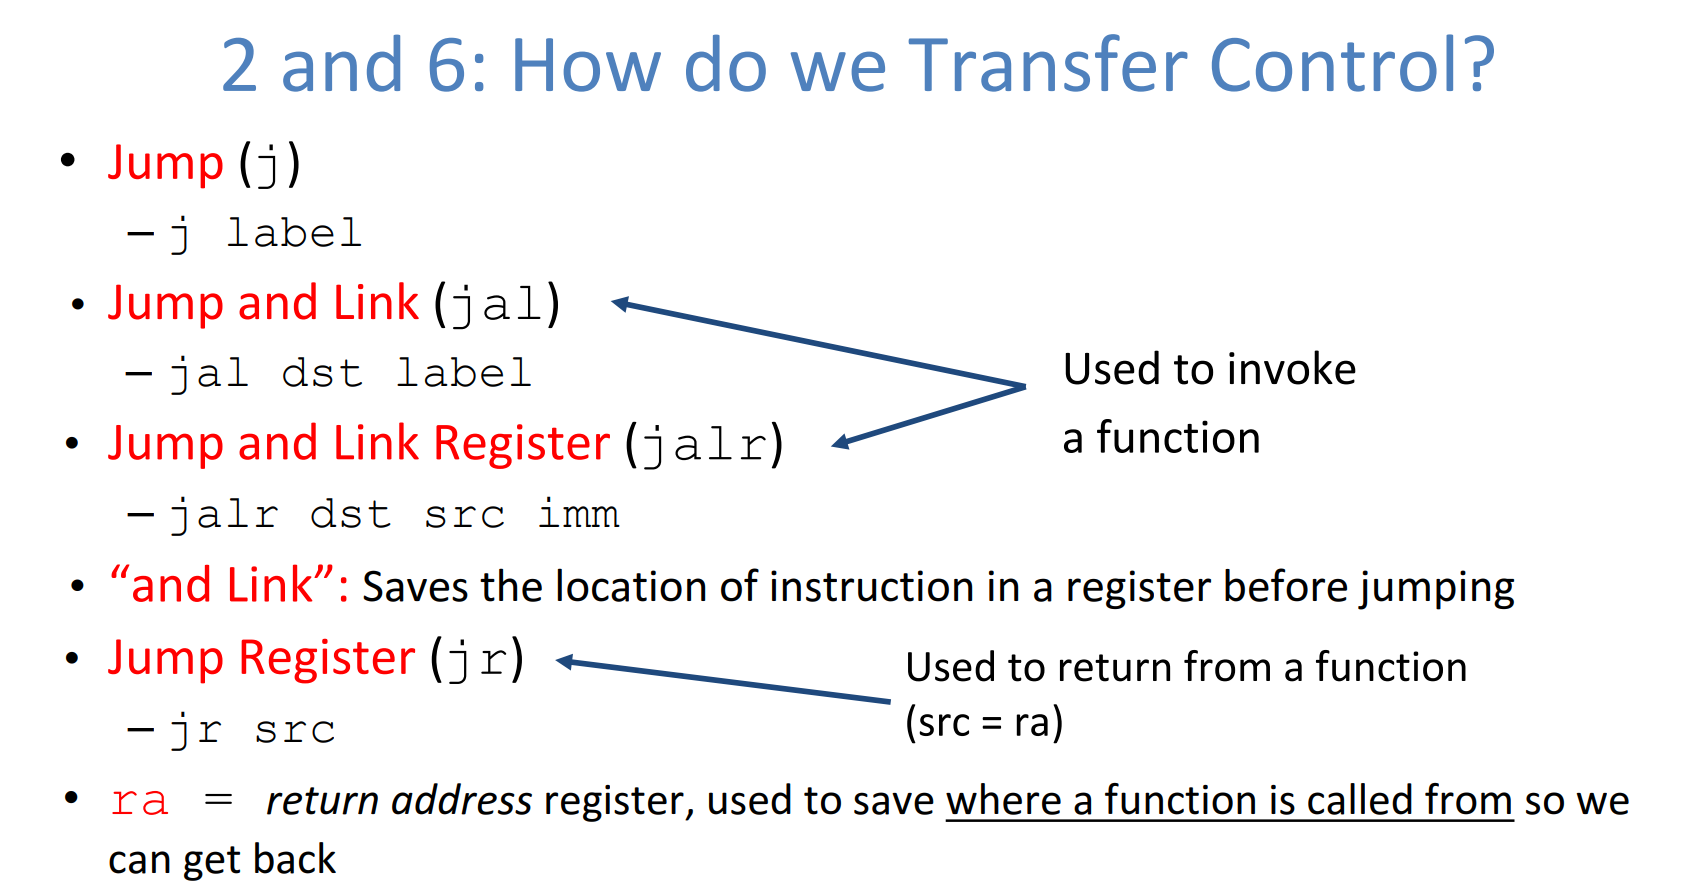 2 and 6: How do we Transfer Control?
• Jump (j)
– j label
• Jump and Link (jal)
– jal dst label
Used to invoke
a function
• Jump and Link Register (jalr)
– jalr dst src imm
• “and Link”: Saves the location of instruction in a register before jumping
• Jump Register (jr)
Used to return from a function
(src = ra)
– jr src
• ra = return address register, used to save where a function is called from so we
can get back